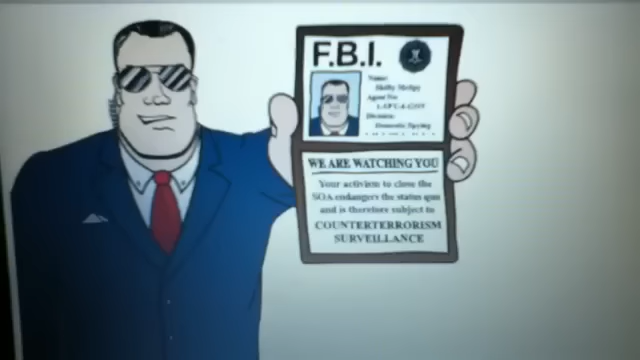 F.B.I.
Name:
Agent No:
Division:
Domestic Spying
WE ARE WATCHING YOU
Your activism to close the
SOA endangers the status quo
and is therefore subject to
COUNTERTERRORISM
SURVEILLANCE